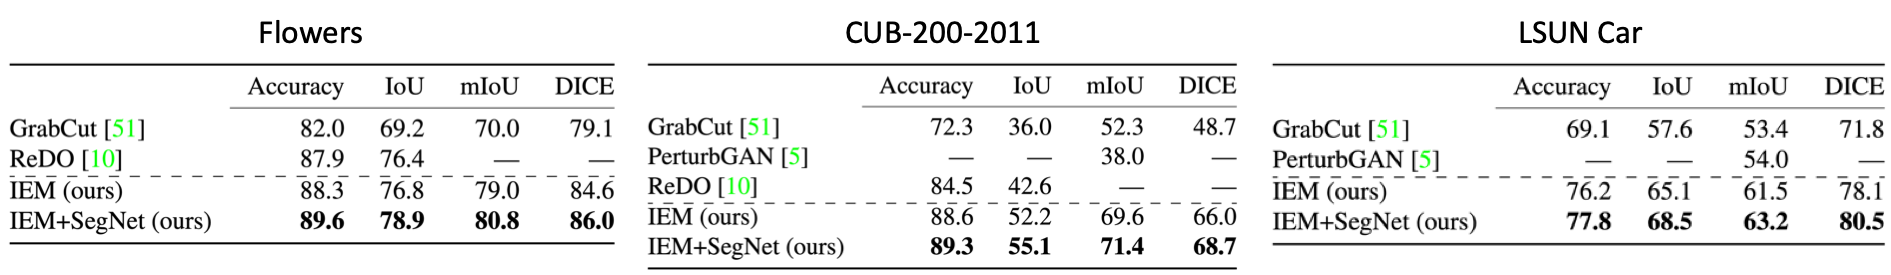 Flowers
Accuracy IoU mIoU DICE
GrabCut [51] 82.0 69.2 70.0 79.1
ReDO [10] 87.9 76.4 — —
IEM (ours) 88.3 76.8 79.0 84.6
IEM+SegNet (ours) 89.6 78.9 80.8 86.0
CUB-200-2011
Accuracy IoU mIoU DICE
GrabCut [51] 72.3 36.0 52.3 48.7
PerturbGAN [5] — — 38.0 —
ReDO [10] 84.5 42.6 — —
IEM (ours) 88.6 52.2 69.6 66.0
IEM+SegNet (ours) 89.3 55.1 71.4 68.7
LSUN Car
Accuracy IoU mIoU DICE
GrabCut [51] 69.1 57.6 53.4 71.8
PerturbGAN [5] — — 54.0 —
IEM (ours) 76.2 65.1 61.5 78.1
IEM+SegNet (ours) 77.8 68.5 63.2 80.5